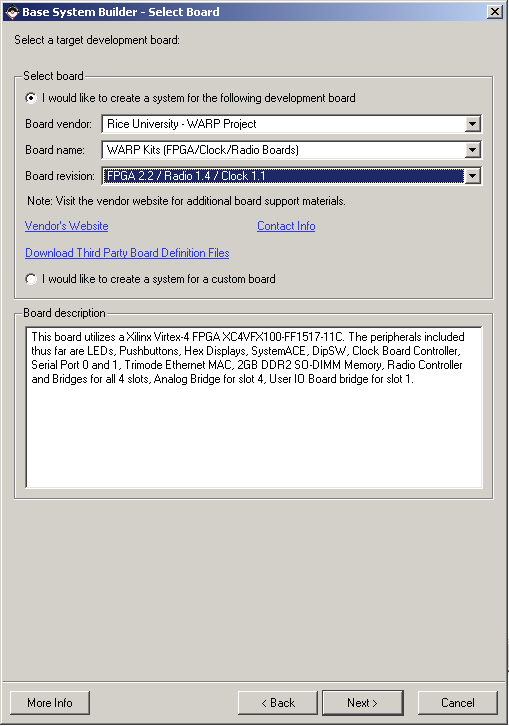 Base System Builder - Select Board
Select a target development board:
Select board
I would like to create a system for the following development board
Board vendor: Rice University - WARP Project
Board name: WARP Kits (FPGA/Clock/Radio Boards)
Board revision: FPGA 2.2 / Radio 1.4 / Clock 1.1
Note: Visit the vendor website for additional board support materials.
Vendor's Website Contact Info
Download Third Party Board Definition Files
I would like to create a system for a custom board
Board description
This board utilizes a Xilinx Virtex-4 FPGA XC4VFX100-FF1517-11C. The peripherals included
thus far are LEDs, Pushbuttons, Hex Displays, SystemACE, DipSW, Clock Board Controller,
Serial Port 0 and 1, Trimode Ethernet MAC, 2GB DDR2 SO-DIMM Memory, Radio Controller
and Bridges for all 4 slots, Analog Bridge for slot 4, User IO Board bridge for slot 1.
More Info < Back Next > Cancel